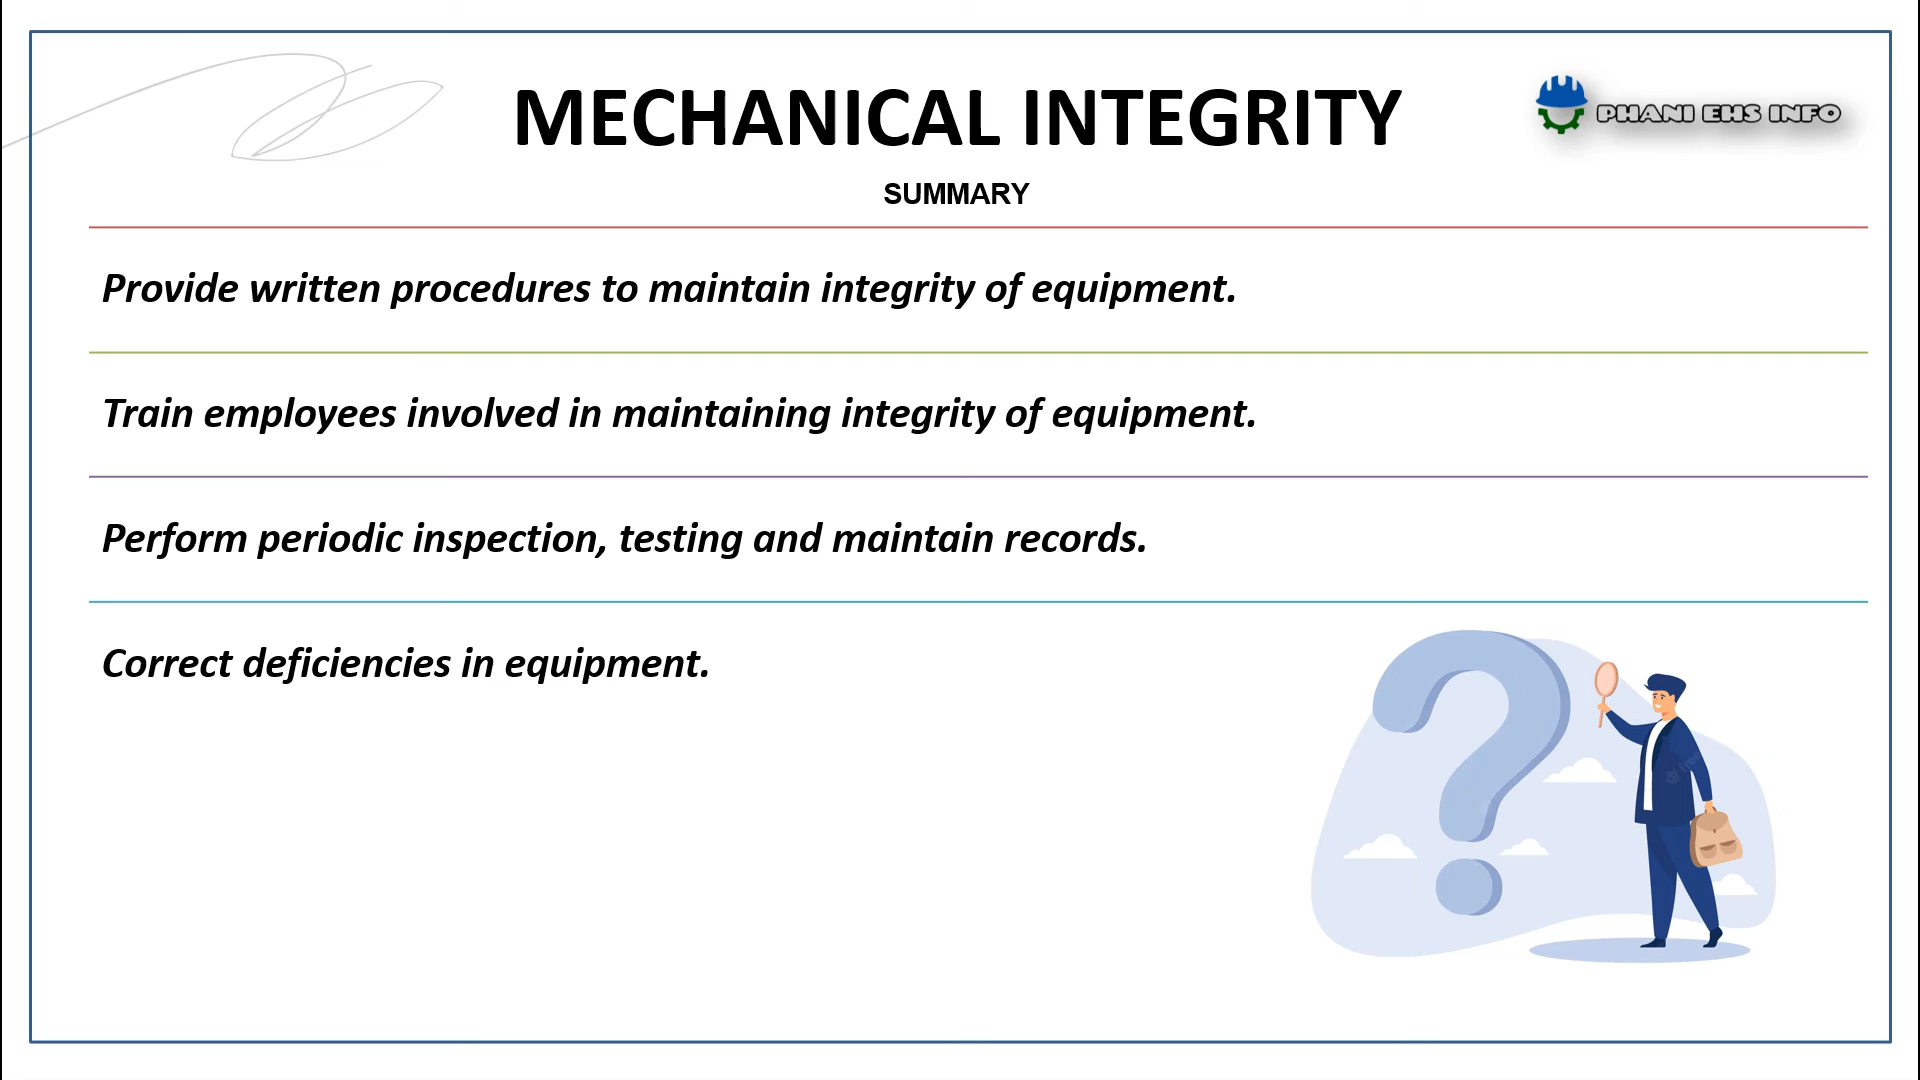 MECHANICAL INTEGRITY
PHANI EHS INFO
SUMMARY
Provide written procedures to maintain integrity of equipment.
Train employees involved in maintaining integrity of equipment.
Perform periodic inspection, testing and maintain records.
Correct deficiencies in equipment.